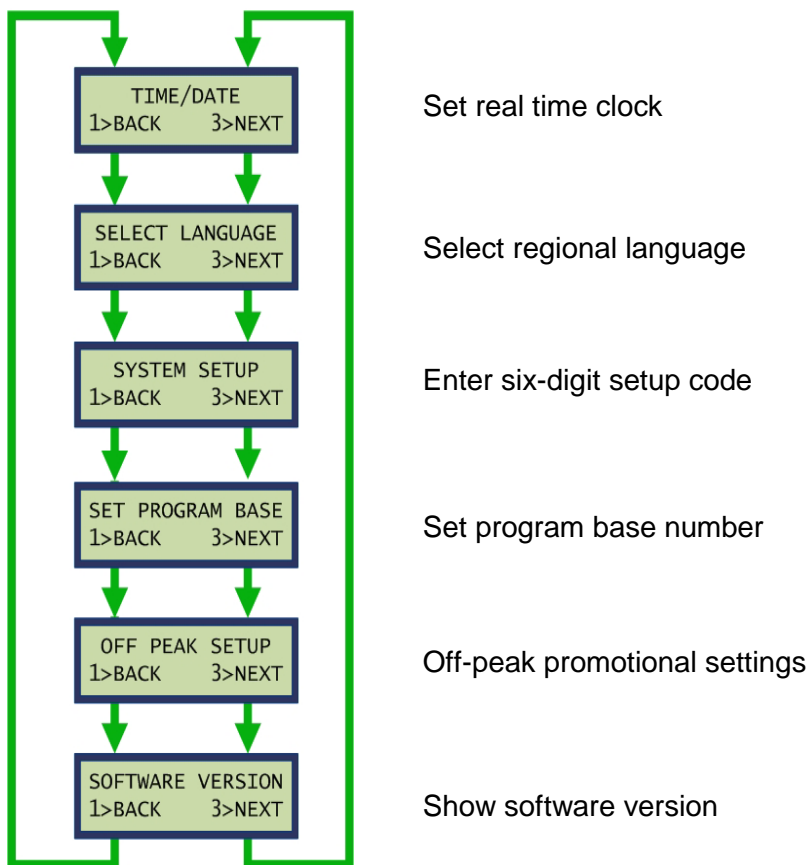 TIME/DATE
1>BACK 3>NEXT
Set real time clock
SELECT LANGUAGE
1>BACK 3>NEXT
Select regional language
SYSTEM SETUP
1>BACK 3>NEXT
Enter six-digit setup code
SET PROGRAM BASE
1>BACK 3>NEXT
Set program base number
OFF PEAK SETUP
1>BACK 3>NEXT
Off-peak promotional settings
SOFTWARE VERSION
1>BACK 3>NEXT
Show software version